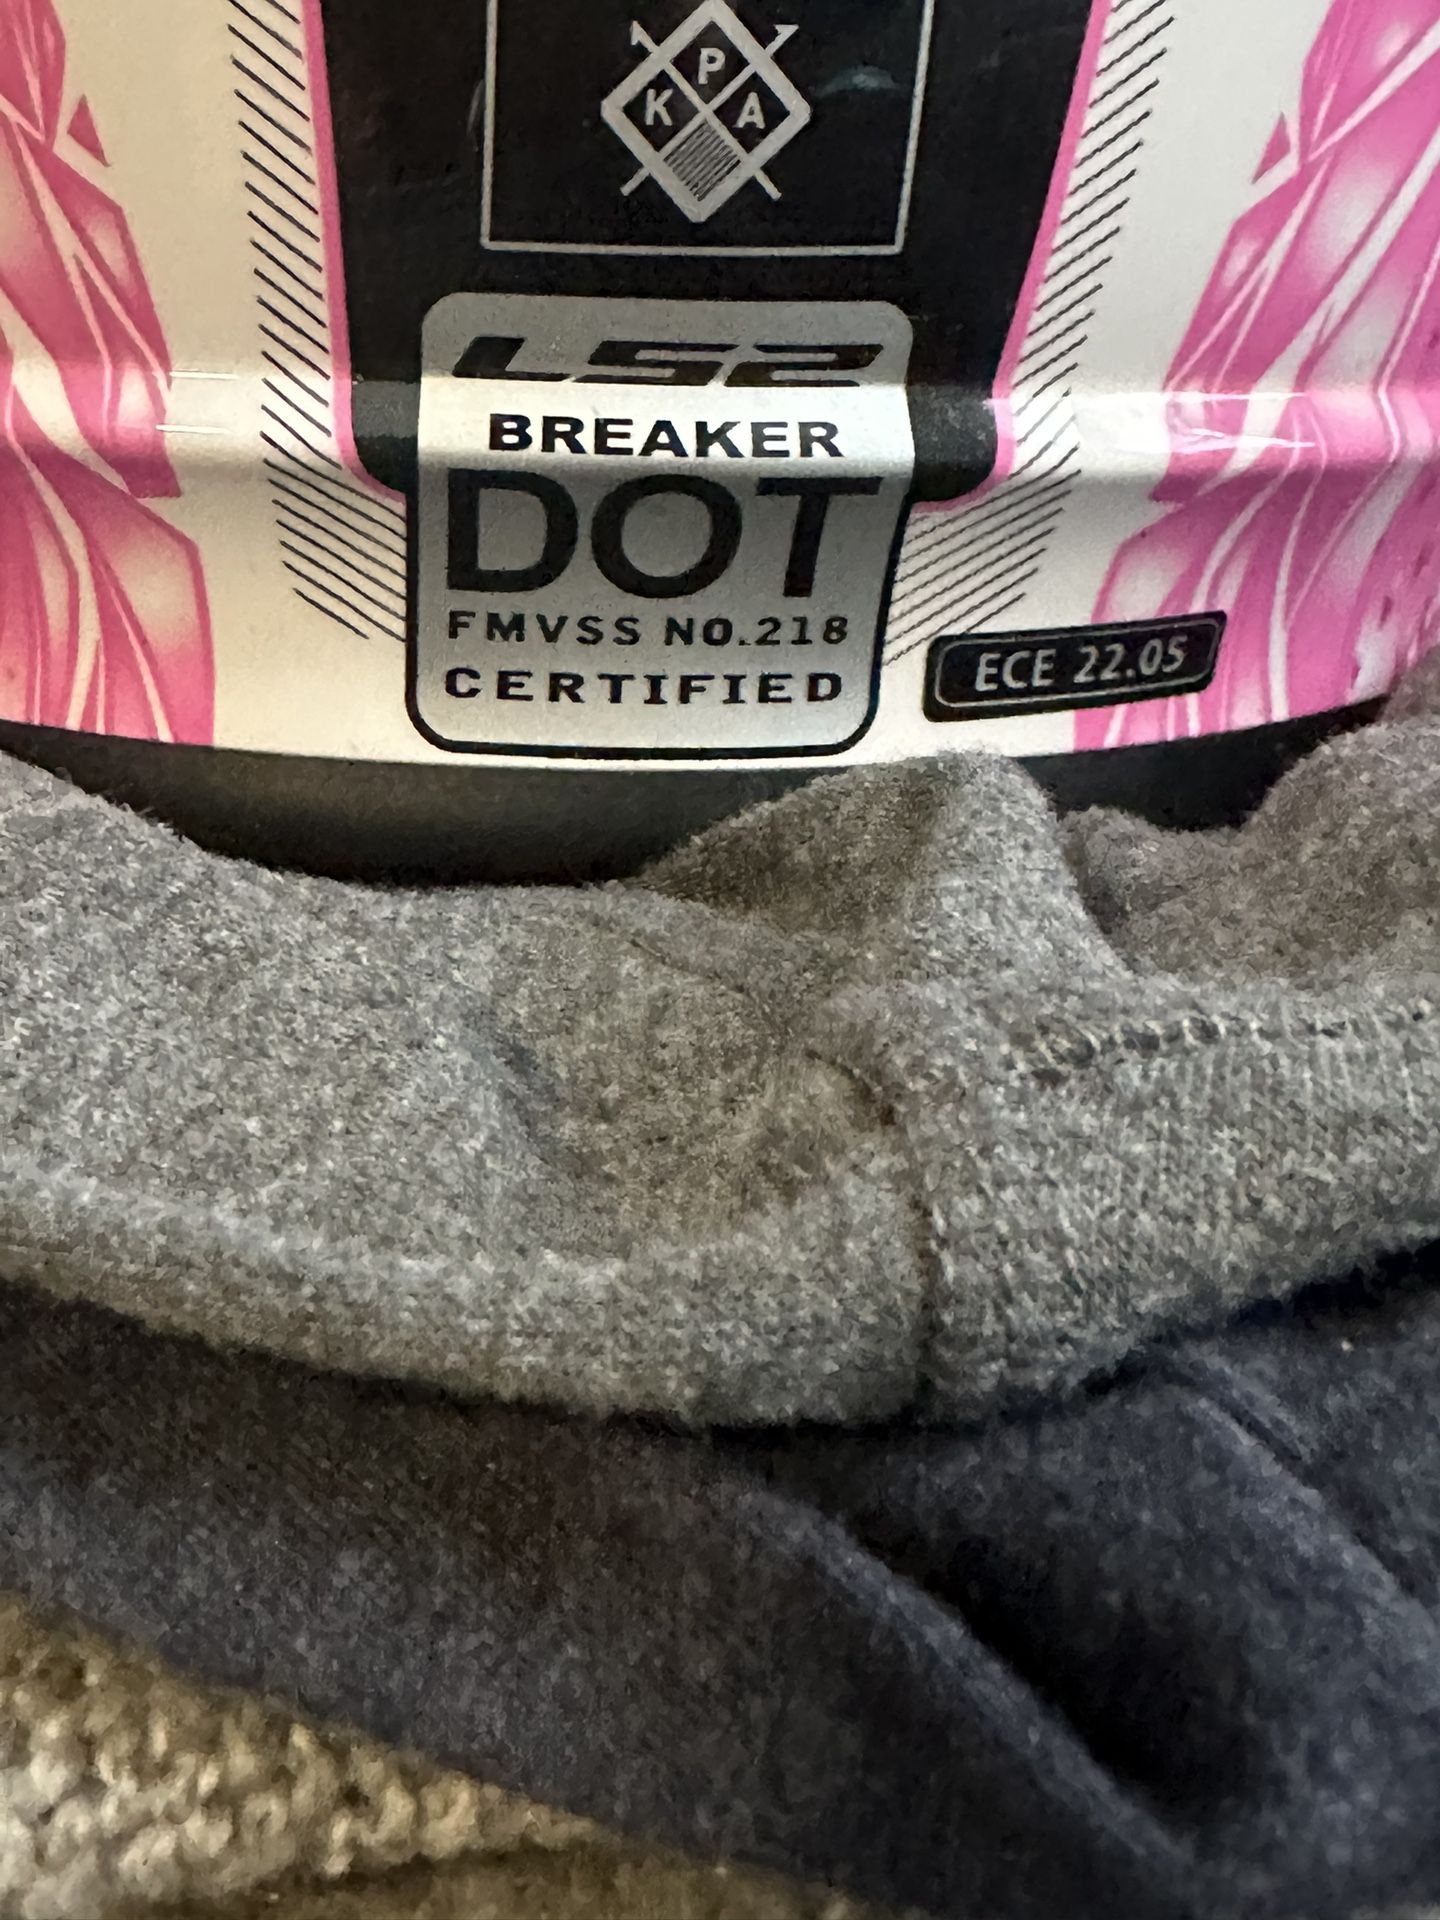 P
K A
LS2
BREAKER
DOT
FMVSS NO.218
CERTIFIED
ECE 22.05